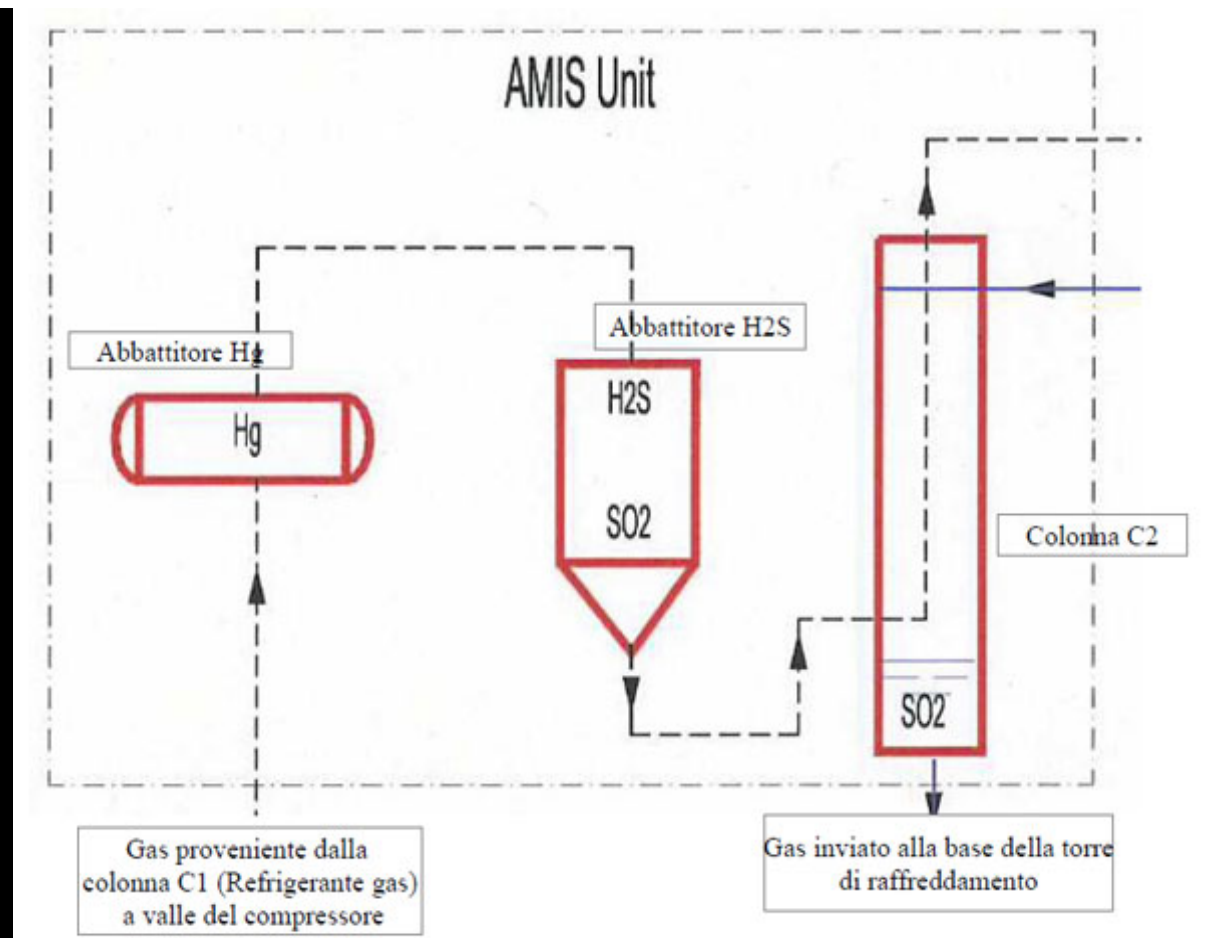 AMIS Unit
Abbattitore Hg
Hg
Abbattitore H2S
H2S
SO2
Colonna C2
SO2
Gas proveniente dalla
colonna C1 (Refrigerante gas)
a valle del compressore
Gas inviato alla base della torre
di raffreddamento